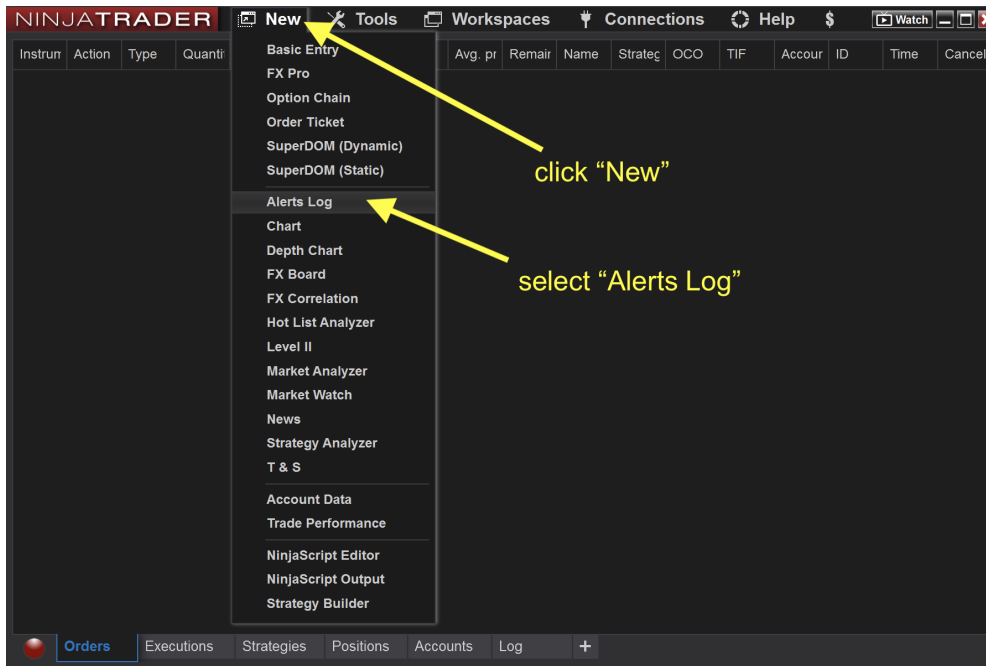 NINJATRADER New Tools Workspaces Connections Help $ Watch
Instrun Action Type Quanti Avg. pr Remair Name Strateg OCO TIF Accour ID Time Cancel
Basic Entry
FX Pro
Option Chain
Order Ticket
SuperDOM (Dynamic)
click “New”
SuperDOM (Static)
Alerts Log
Chart
Depth Chart
FX Board
select “Alerts Log”
FX Correlation
Hot List Analyzer
Level II
Market Analyzer
Market Watch
News
Strategy Analyzer
T & S
Account Data
Trade Performance
NinjaScript Editor
NinjaScript Output
Strategy Builder
Orders Executions Strategies Positions Accounts Log +